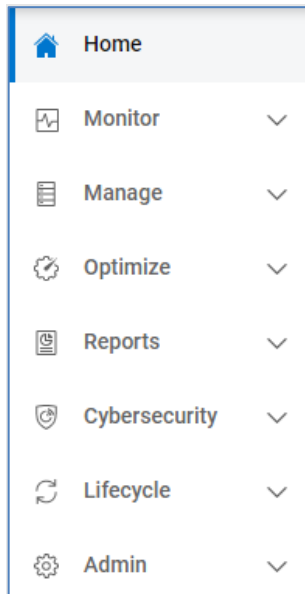 Home
Monitor
Manage
Optimize
Reports
Cybersecurity
Lifecycle
Admin